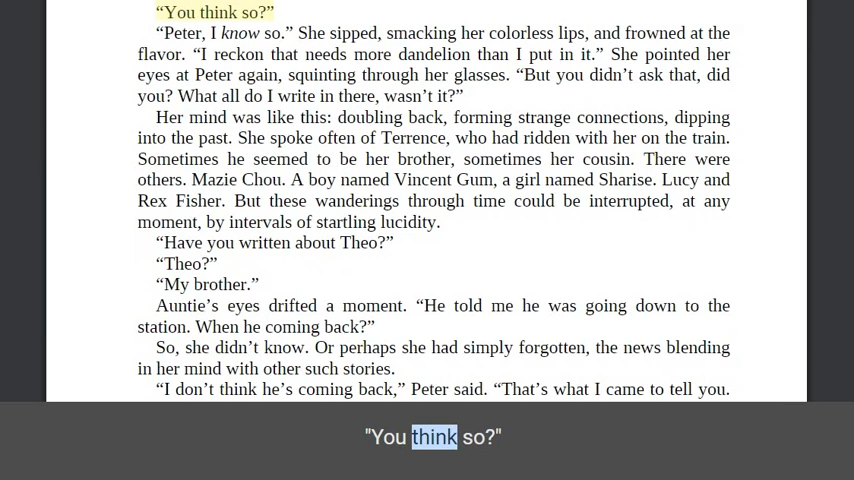 “You think so?”
“Peter, I know so.” She sipped, smacking her colorless lips, and frowned at the
flavor. “I reckon that needs more dandelion than I put in it.” She pointed her
eyes at Peter again, squinting through her glasses. “But you didn’t ask that, did
you? What all do I write in there, wasn’t it?”
Her mind was like this: doubling back, forming strange connections, dipping
into the past. She spoke often of Terrence, who had ridden with her on the train.
Sometimes he seemed to be her brother, sometimes her cousin. There were
others. Mazie Chou. A boy named Vincent Gum, a girl named Sharise. Lucy and
Rex Fisher. But these wanderings through time could be interrupted, at any
moment, by intervals of startling lucidity.
“Have you written about Theo?”
“Theo?”
“My brother.”
Auntie’s eyes drifted a moment. “He told me he was going down to the
station. When he coming back?”
So, she didn’t know. Or perhaps she had simply forgotten, the news blending
in her mind with other such stories.
“I don’t think he’s coming back,” Peter said. “That’s what I came to tell you.
"You think so?"